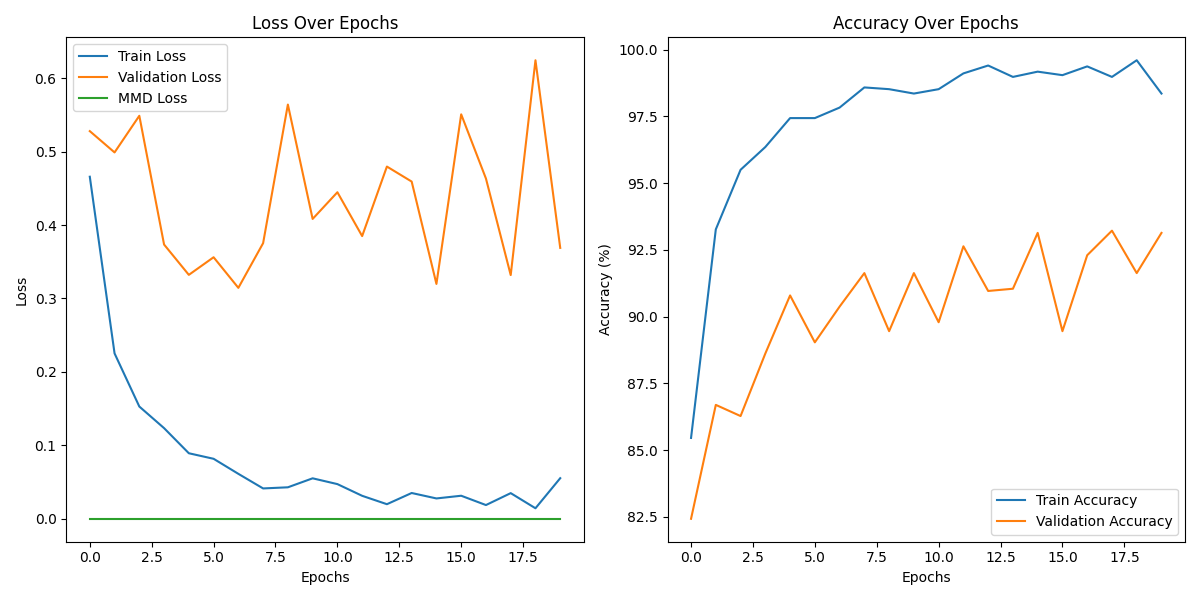 Loss Over Epochs
Train Loss
Validation Loss
MMD Loss
0.6
0.5
0.4
0.3
0.2
0.1
0.0
Loss
0.0 2.5 5.0 7.5 10.0 12.5 15.0 17.5
Epochs
Accuracy Over Epochs
100.0
97.5
95.0
92.5
90.0
87.5
85.0
82.5
Accuracy (%)
Train Accuracy
Validation Accuracy
0.0 2.5 5.0 7.5 10.0 12.5 15.0 17.5
Epochs